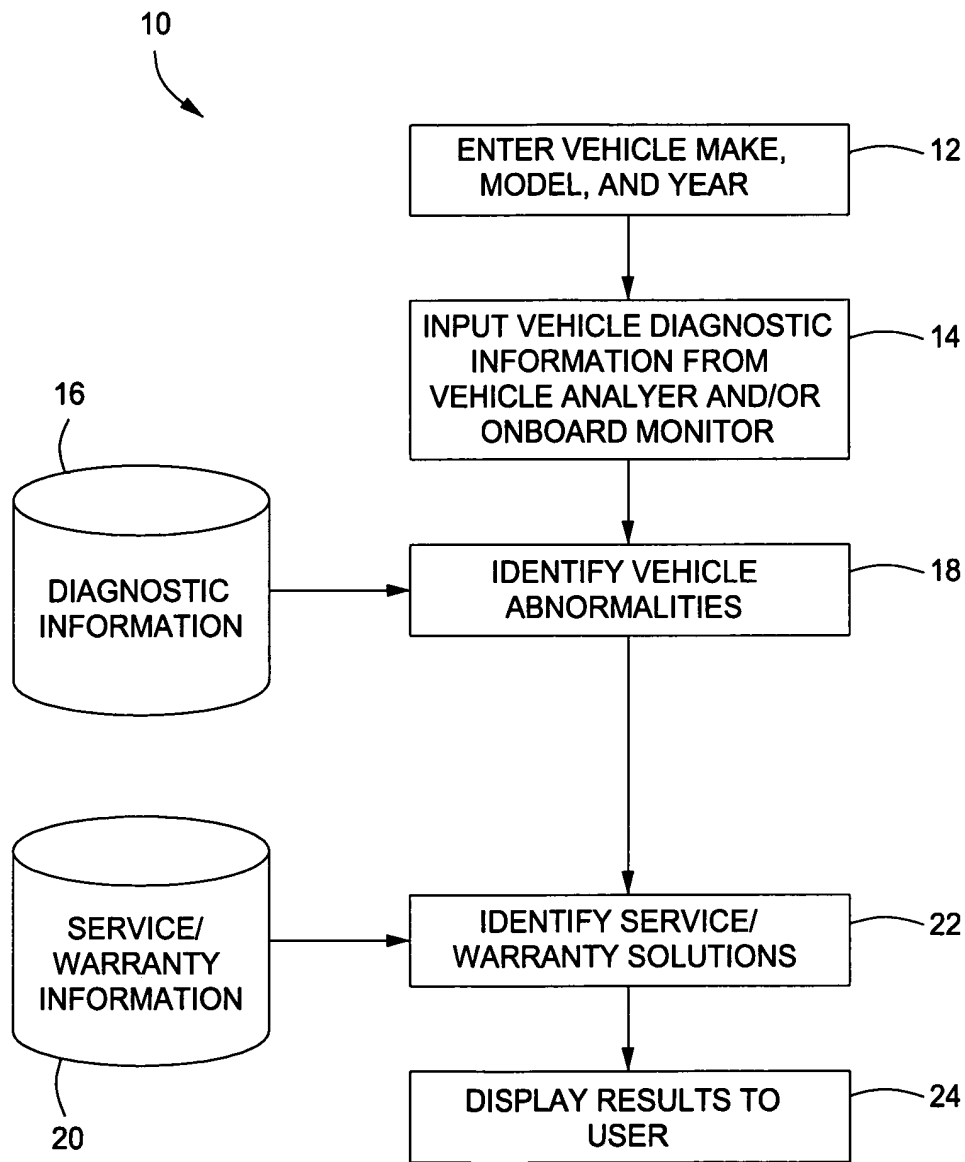 10
ENTER VEHICLE MAKE,
MODEL, AND YEAR
12
INPUT VEHICLE DIAGNOSTIC
INFORMATION FROM
VEHICLE ANALYER AND/OR
ONBOARD MONITOR
14
16
DIAGNOSTIC
INFORMATION
IDENTIFY VEHICLE
ABNORMALITIES
18
SERVICE/
WARRANTY
INFORMATION
20
IDENTIFY SERVICE/
WARRANTY SOLUTIONS
22
DISPLAY RESULTS TO
USER
24